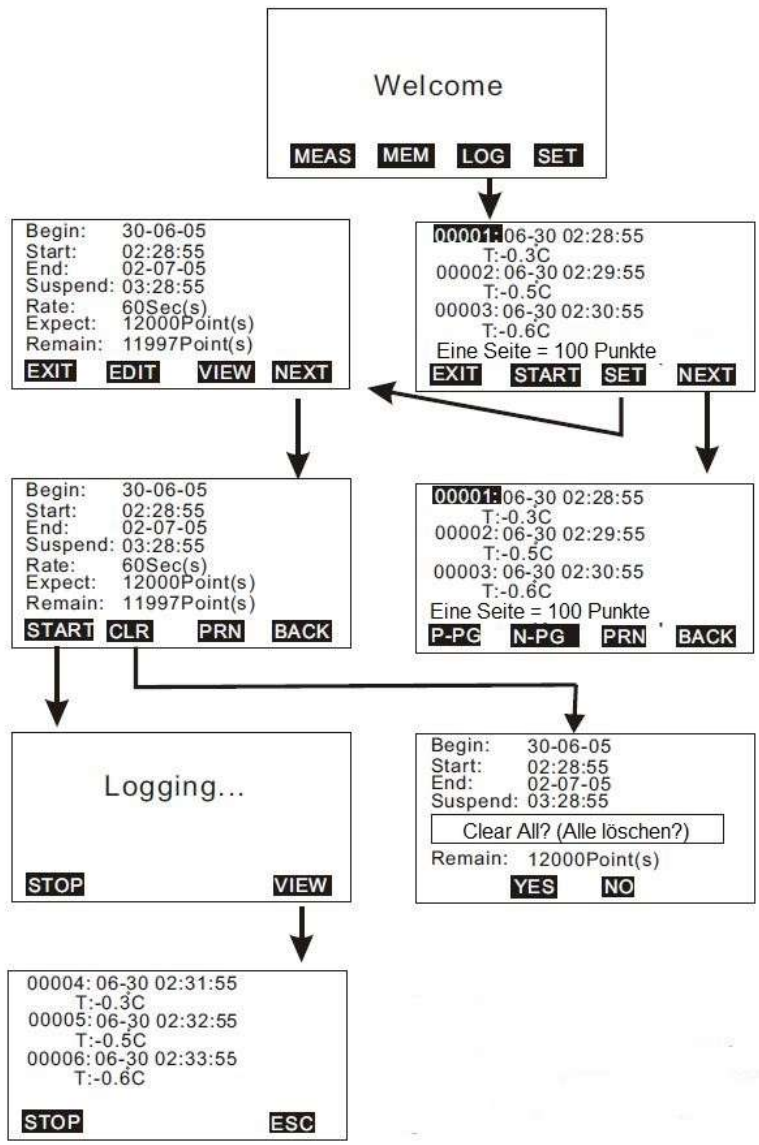 Welcome
MEAS MEM LOG SET
Begin: 30-06-05
Start: 02:28:55
End: 02-07-05
Suspend: 03:28:55
Rate: 60Sec(s)
Expect: 12000Point(s)
Remain: 11997Point(s)
EXIT EDIT VIEW NEXT
00001: 06-30 02:28:55
T:-0.3C
00002: 06-30 02:29:55
T:-0.5C
00003: 06-30 02:30:55
T:-0.6C
Eine Seite = 100 Punkte
EXIT START SET NEXT
Begin: 30-06-05
Start: 02:28:55
End: 02-07-05
Suspend: 03:28:55
Rate: 60Sec(s)
Expect: 12000Point(s)
Remain: 11997Point(s)
START CLR PRN BACK
00001: 06-30 02:28:55
T:-0.3C
00002: 06-30 02:29:55
T:-0.5C
00003: 06-30 02:30:55
T:-0.6C
Eine Seite = 100 Punkte
P-PG N-PG PRN BACK
Logging...
STOP VIEW
Begin: 30-06-05
Start: 02:28:55
End: 02-07-05
Suspend: 03:28:55
Clear All? (Alle löschen?)
Remain: 12000Point(s)
YES NO
00004: 06-30 02:31:55
T:-0.3C
00005: 06-30 02:32:55
T:-0.5C
00006: 06-30 02:33:55
T:-0.6C
STOP ESC